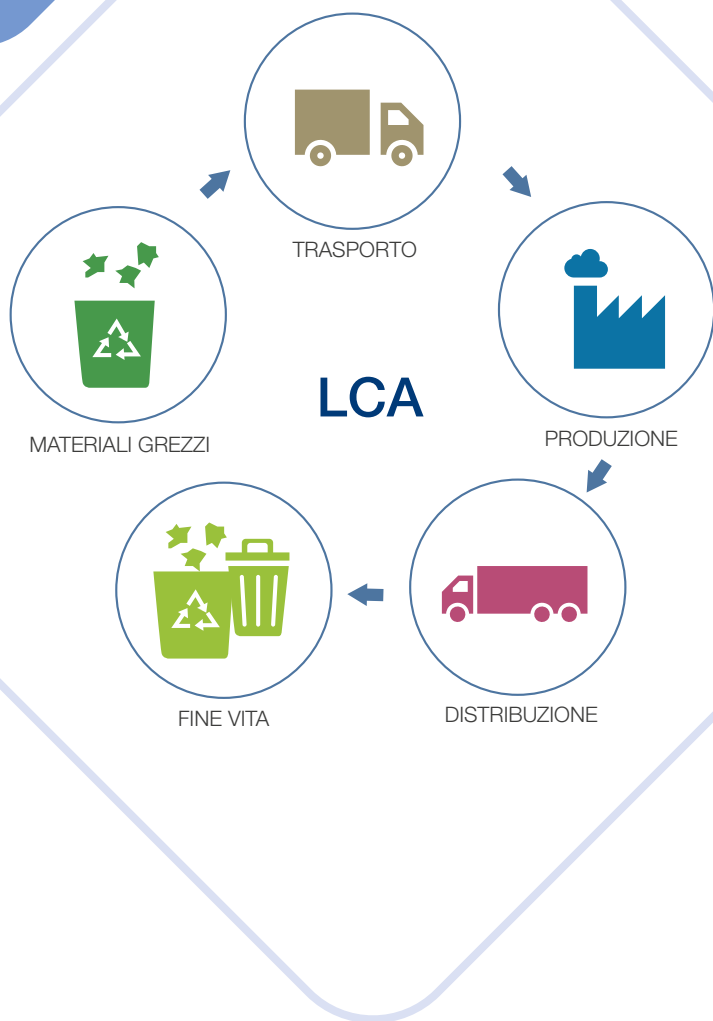 TRASPORTO
MATERIALI GREZZI
LCA
PRODUZIONE
FINE VITA
DISTRIBUZIONE